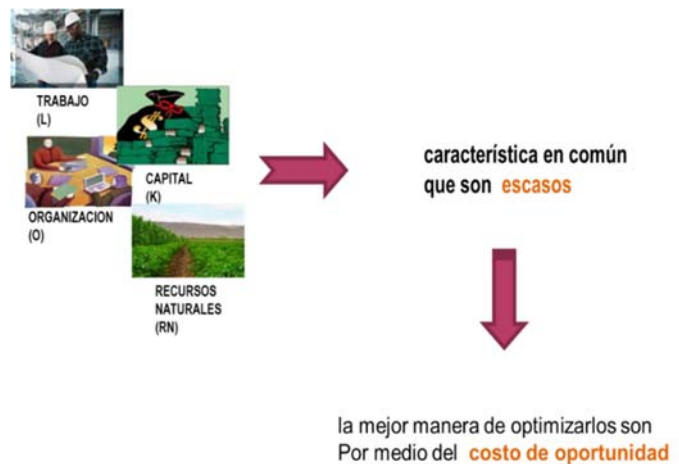 TRABAJO
(L)
CAPITAL
(K)
ORGANIZACION
(O)
RECURSOS
NATURALES
(RN)
característica en común
que son escasos
la mejor manera de optimizarlos son
Por medio del costo de oportunidad